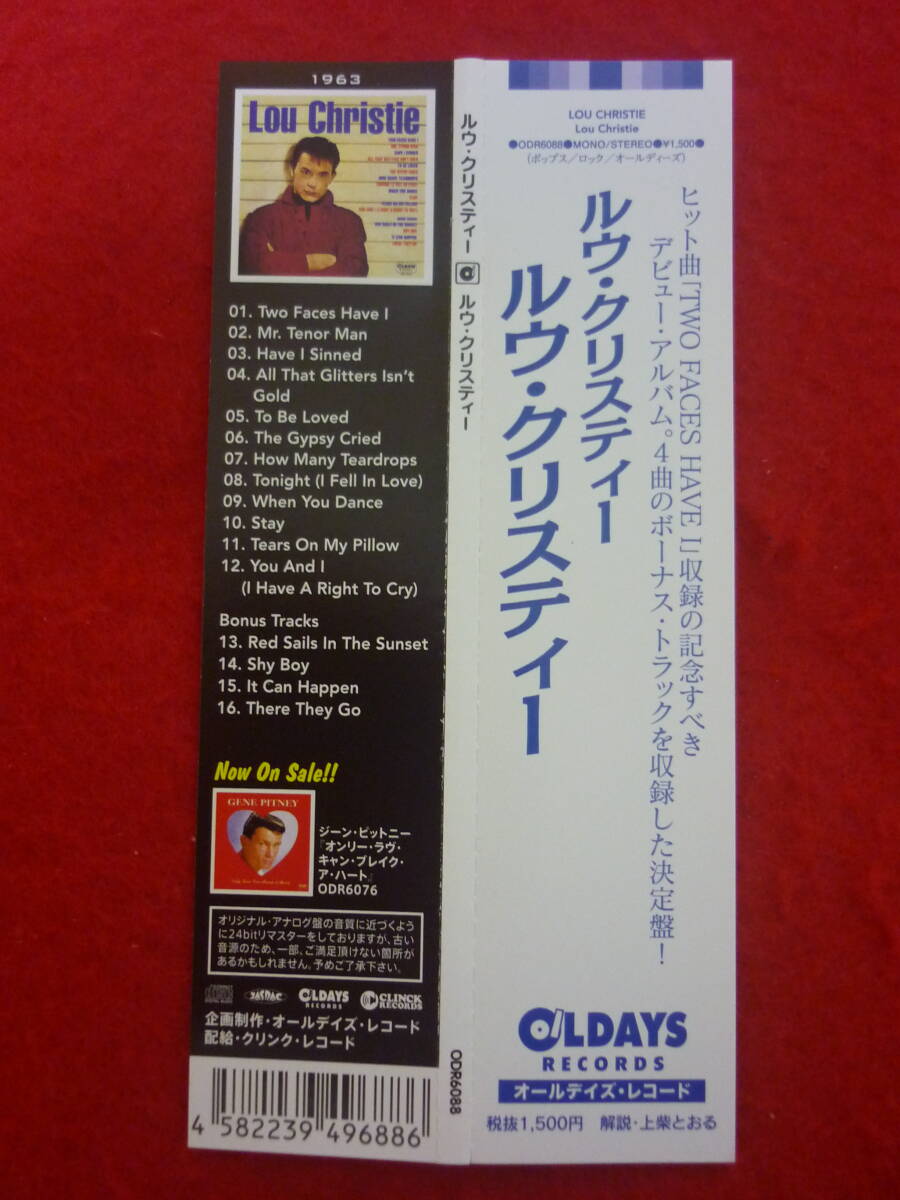 1963
Lou Christie
01. Two Faces Have I
02. Mr. Tenor Man
03. Have I Sinned
04. All That Glitters Isn't
Gold
05. To Be Loved
06. The Gypsy Cried
07. How Many Teardrops
08. Tonight (I Fell In Love)
09. When You Dance
10. Stay
11. Tears On My Pillow
12. You And I
(I Have A Right To Cry)
Bonus Tracks
13. Red Sails In The Sunset
14. Shy Boy
15. It Can Happen
16. There They Go
Now On Sale!!
GENE PITNEY
ジーン・ピットニー
『オンリー・ラヴ・
キャン・ブレイク・
ア・ハート』
ODR6076
オリジナル・アナログ盤の音質に近づくよう
に24bitリマスターをしておりますが、古い
音源のため、一部、ご満足頂けない箇所が
あるかもしれません。予めご了承下さい。
JASRAC
OLDAYS
RECORDS
CLINCK
RECORDS
企画制作・オールデイズ・レコード
配給・クリンク・レコード
4 582239 496886
ルウ・クリスティー ルウ・クリスティー
ODR6088
LOU CHRISTIE
Lou Christie
●ODR6088●MONO/STEREO●¥1,500●
(ポップス/ロック/オールディーズ)
ヒット曲「TWO FACES HAVE I」収録の記念すべき
デビュー・アルバム。4曲のボーナス・トラックを収録した決定盤!
ルウ・クリスティー
ルウ・クリスティー
OLDAYS
RECORDS
オールデイズ・レコード
税抜1,500円 解説・上柴とおる